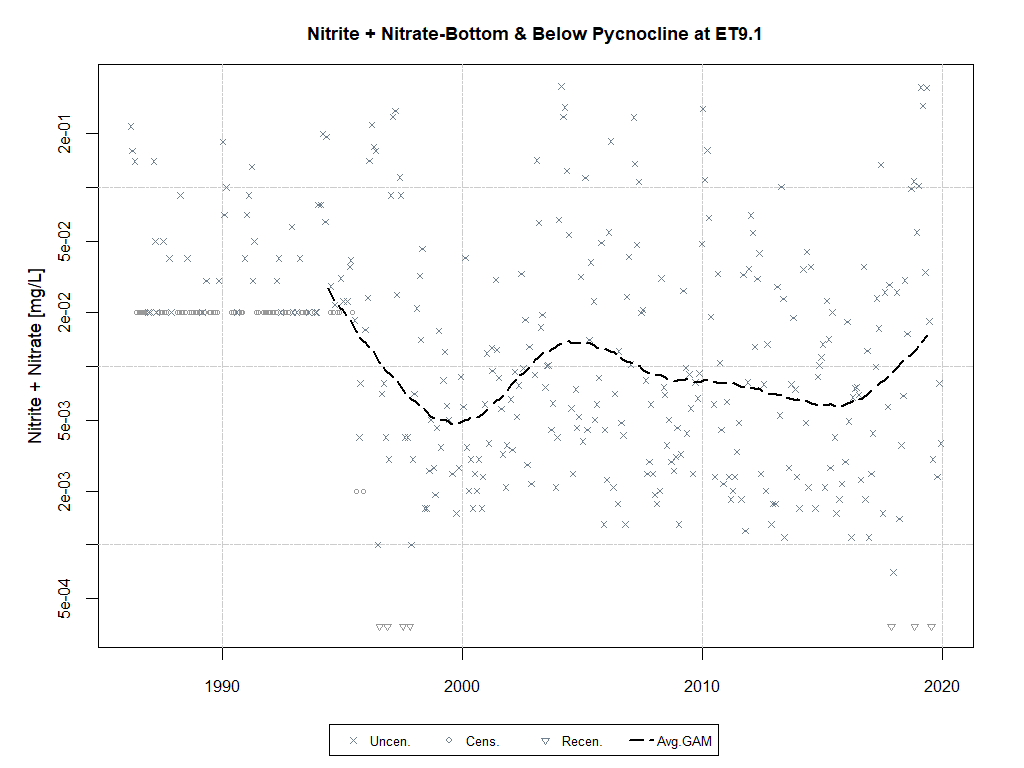 Nitrite + Nitrate-Bottom & Below Pycnocline at ET9.1
Nitrite + Nitrate [mg/L]
2e-01
5e-02
2e-02
5e-03
2e-03
5e-04
1990 2000 2010 2020
Uncen. Cens. Recen. Avg.GAM